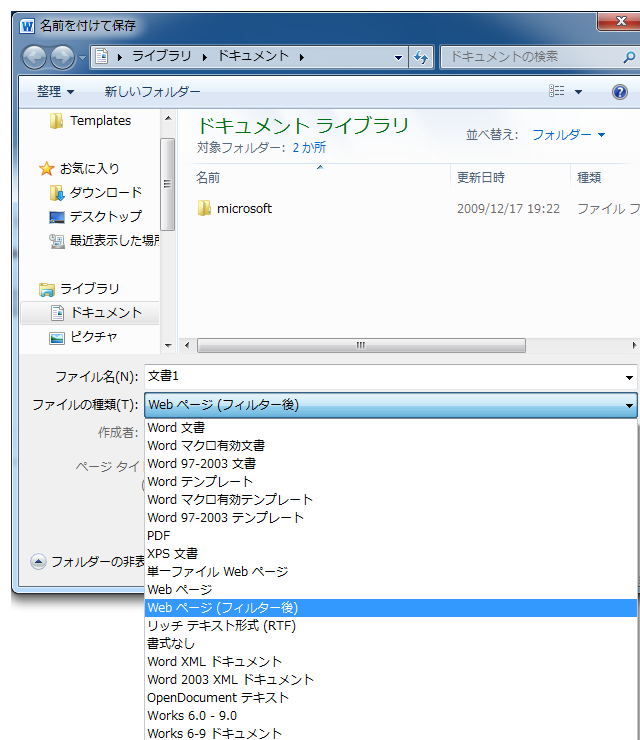 名前を付けて保存
ライブラリ ドキュメント ドキュメントの検索
整理 新しいフォルダー
Templates
お気に入り
ダウンロード
デスクトップ
最近表示した場所
ライブラリ
ドキュメント
ピクチャ
ドキュメント ライブラリ
対象フォルダー: 2 か所
並べ替え: フォルダー
名前 更新日時 種類
microsoft 2009/12/17 19:22 ファイル フ
ファイル名(N): 文書1
ファイルの種類(T): Web ページ (フィルター後)
作成者:
ページ タイ
フォルダーの非表
Word 文書
Word マクロ有効文書
Word 97-2003 文書
Word テンプレート
Word マクロ有効テンプレート
Word 97-2003 テンプレート
PDF
XPS 文書
単一ファイル Web ページ
Web ページ
Web ページ (フィルター後)
リッチ テキスト形式 (RTF)
書式なし
Word XML ドキュメント
Word 2003 XML ドキュメント
OpenDocument テキスト
Works 6.0 - 9.0
Works 6-9 ドキュメント